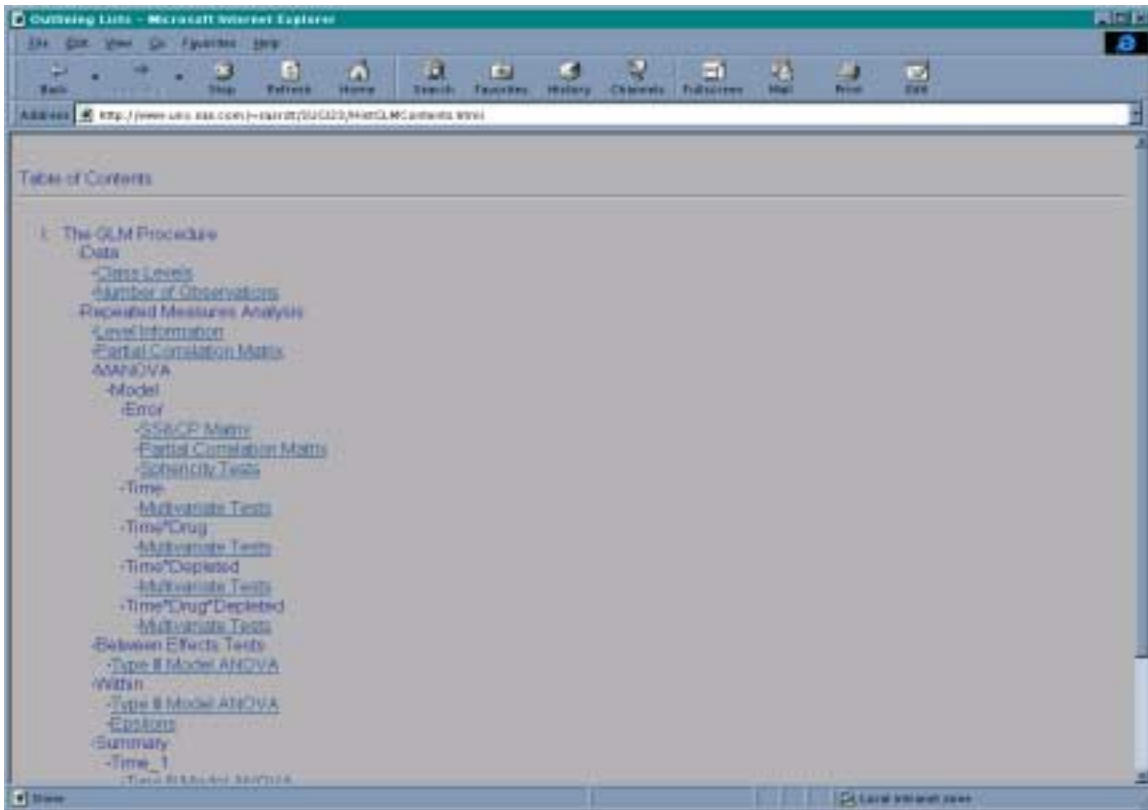 Outlining Lists - Microsoft Internet Explorer
File Edit View Go Favorites Help
Back Stop Refresh Home Search Favorites History Channels Fullscreen Mail Print Edit
Address
Table of Contents
I. The GLM Procedure
-Data
-Class Levels
-Number of Observations
-Repeated Measures Analysis
-Level Information
-Partial Correlation Matrix
-MANOVA
-Model
-Error
-SS&CP Matrix
-Partial Correlation Matrix
-Sphericity Tests
-Time
-Multivariate Tests
-Time*Drug
-Multivariate Tests
-Time*Depleted
-Multivariate Tests
-Time*Drug*Depleted
-Multivariate Tests
-Between Effects Tests
-Type III Model ANOVA
-Within
-Type III Model ANOVA
-Epsilons
-Summary
-Time_1
-Type III Model ANOVA
Done Local intranet zone